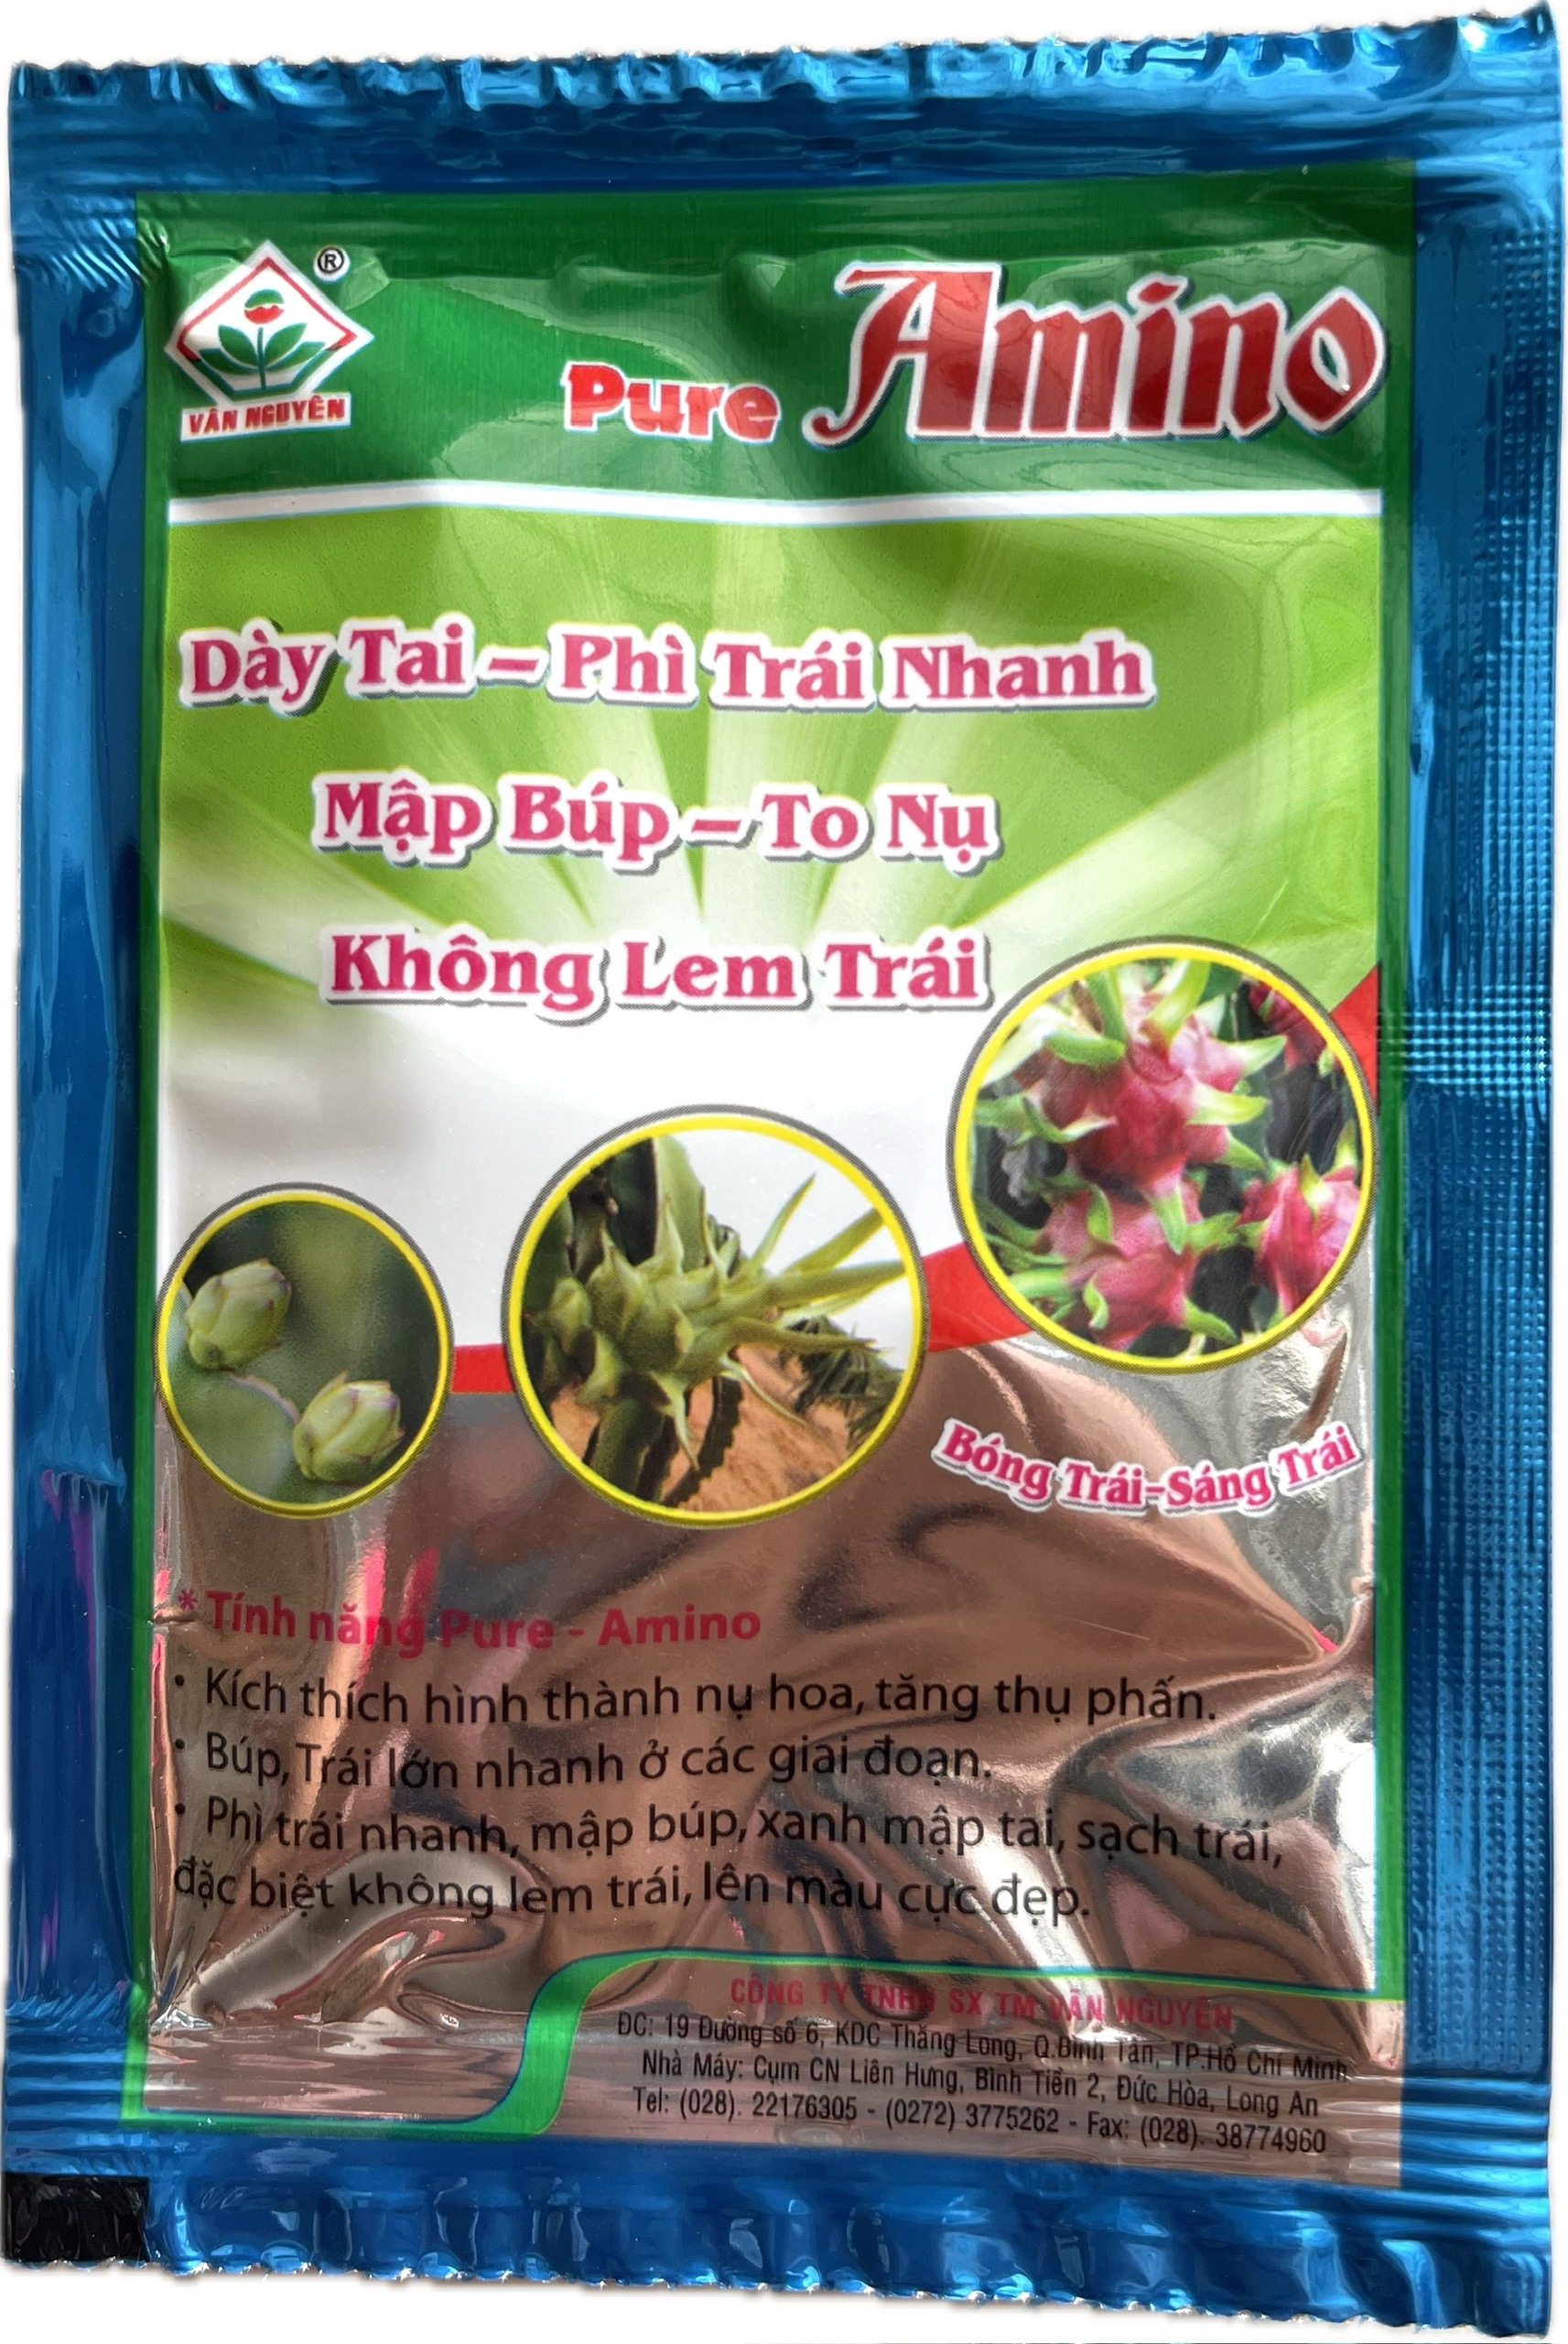 ®
VÂN NGUYÊN
Pure Amino
Dày Tai – Phì Trái Nhanh
Mập Búp – To Nụ
Không Lem Trái
Bóng Trái-Sáng Trái
* Tính năng Pure - Amino
• Kích thích hình thành nụ hoa, tăng thụ phấn.
• Búp, Trái lớn nhanh ở các giai đoạn.
• Phì trái nhanh, mập búp, xanh mập tai, sạch trái,
đặc biệt không lem trái, lên màu cực đẹp.
CÔNG TY TNHH SX TM VÂN NGUYÊN
ĐC: 19 Đường số 6, KDC Thăng Long, Q.Bình Tân, TP.Hồ Chí Minh
Nhà Máy: Cụm CN Liên Hưng, Bình Tiền 2, Đức Hòa, Long An
Tel: (028). 22176305 - (0272) 3775262 - Fax: (028). 38774960